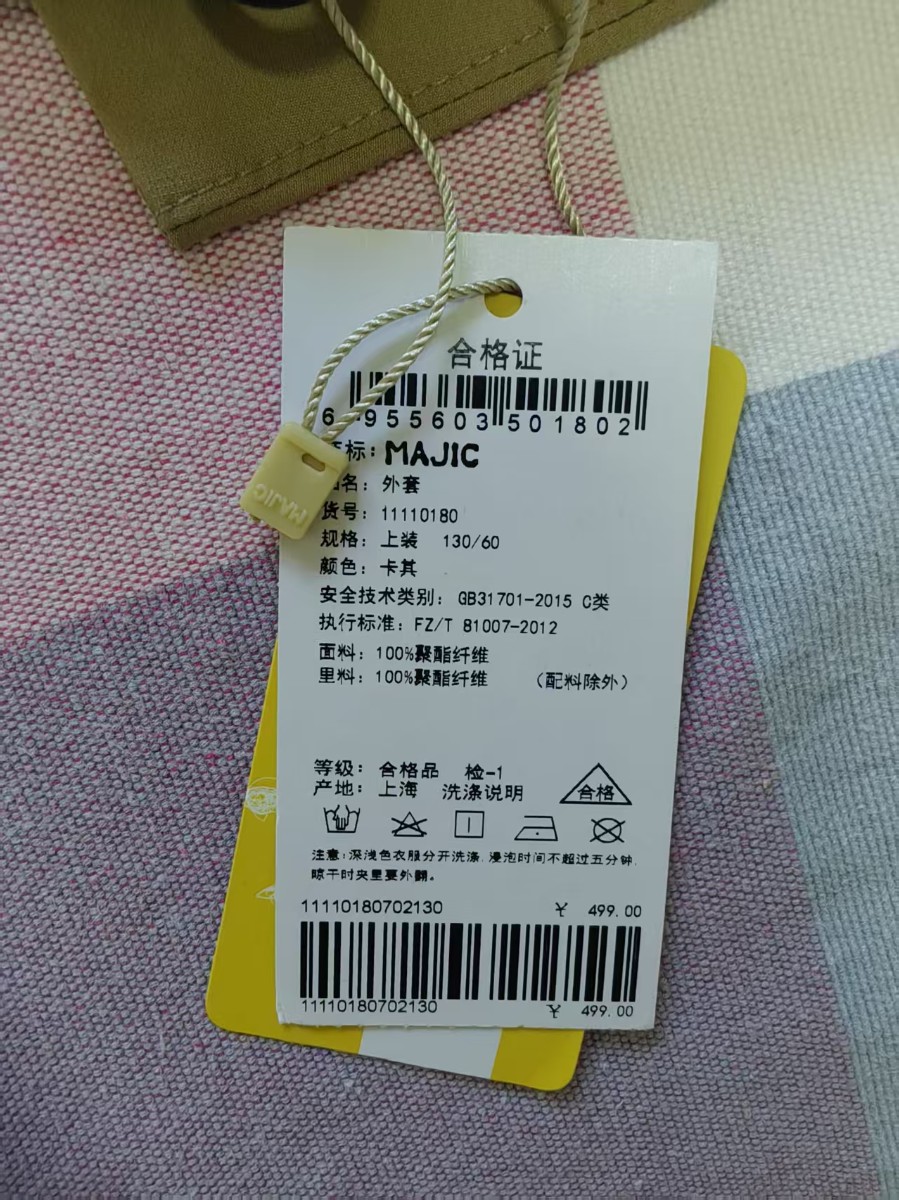 合格证
6 955603 501802
标：MAJIC
名：外套
货号：11110180
规格：上装 130/60
颜色：卡其
安全技术类别：GB31701-2015 C类
执行标准：FZ/T 81007-2012
面料：100%聚酯纤维
里料：100%聚酯纤维 （配料除外）
等级：合格品 检-1
产地：上海 洗涤说明
合格
注意：深浅色衣服分开洗涤，浸泡时间不超过五分钟，
晾干时夹里要外翻。
11110180702130 ¥ 499.00
11110180702130 ¥ 499.00
MAJIC